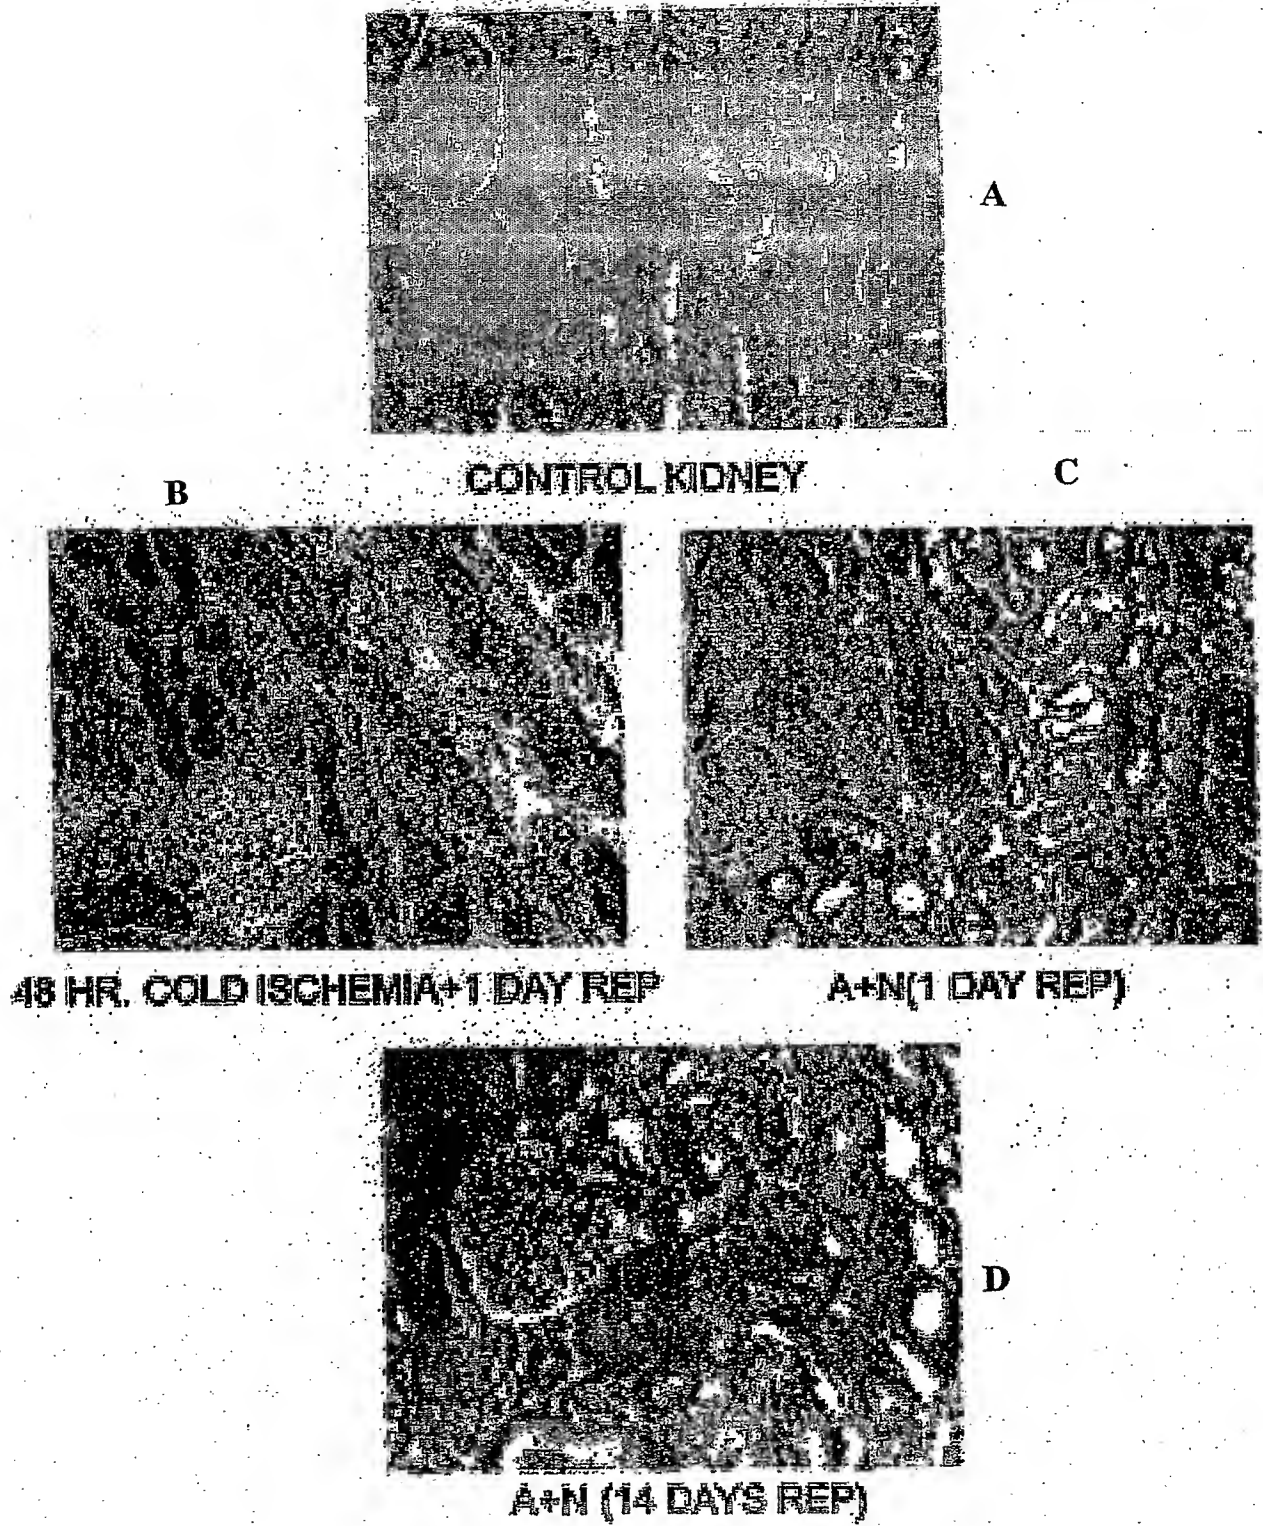 A
CONTROL KIDNEY
B
C
48 HR. COLD ISCHEMIA+1 DAY REP
A+N(1 DAY REP)
D
A+N (14 DAYS REP)